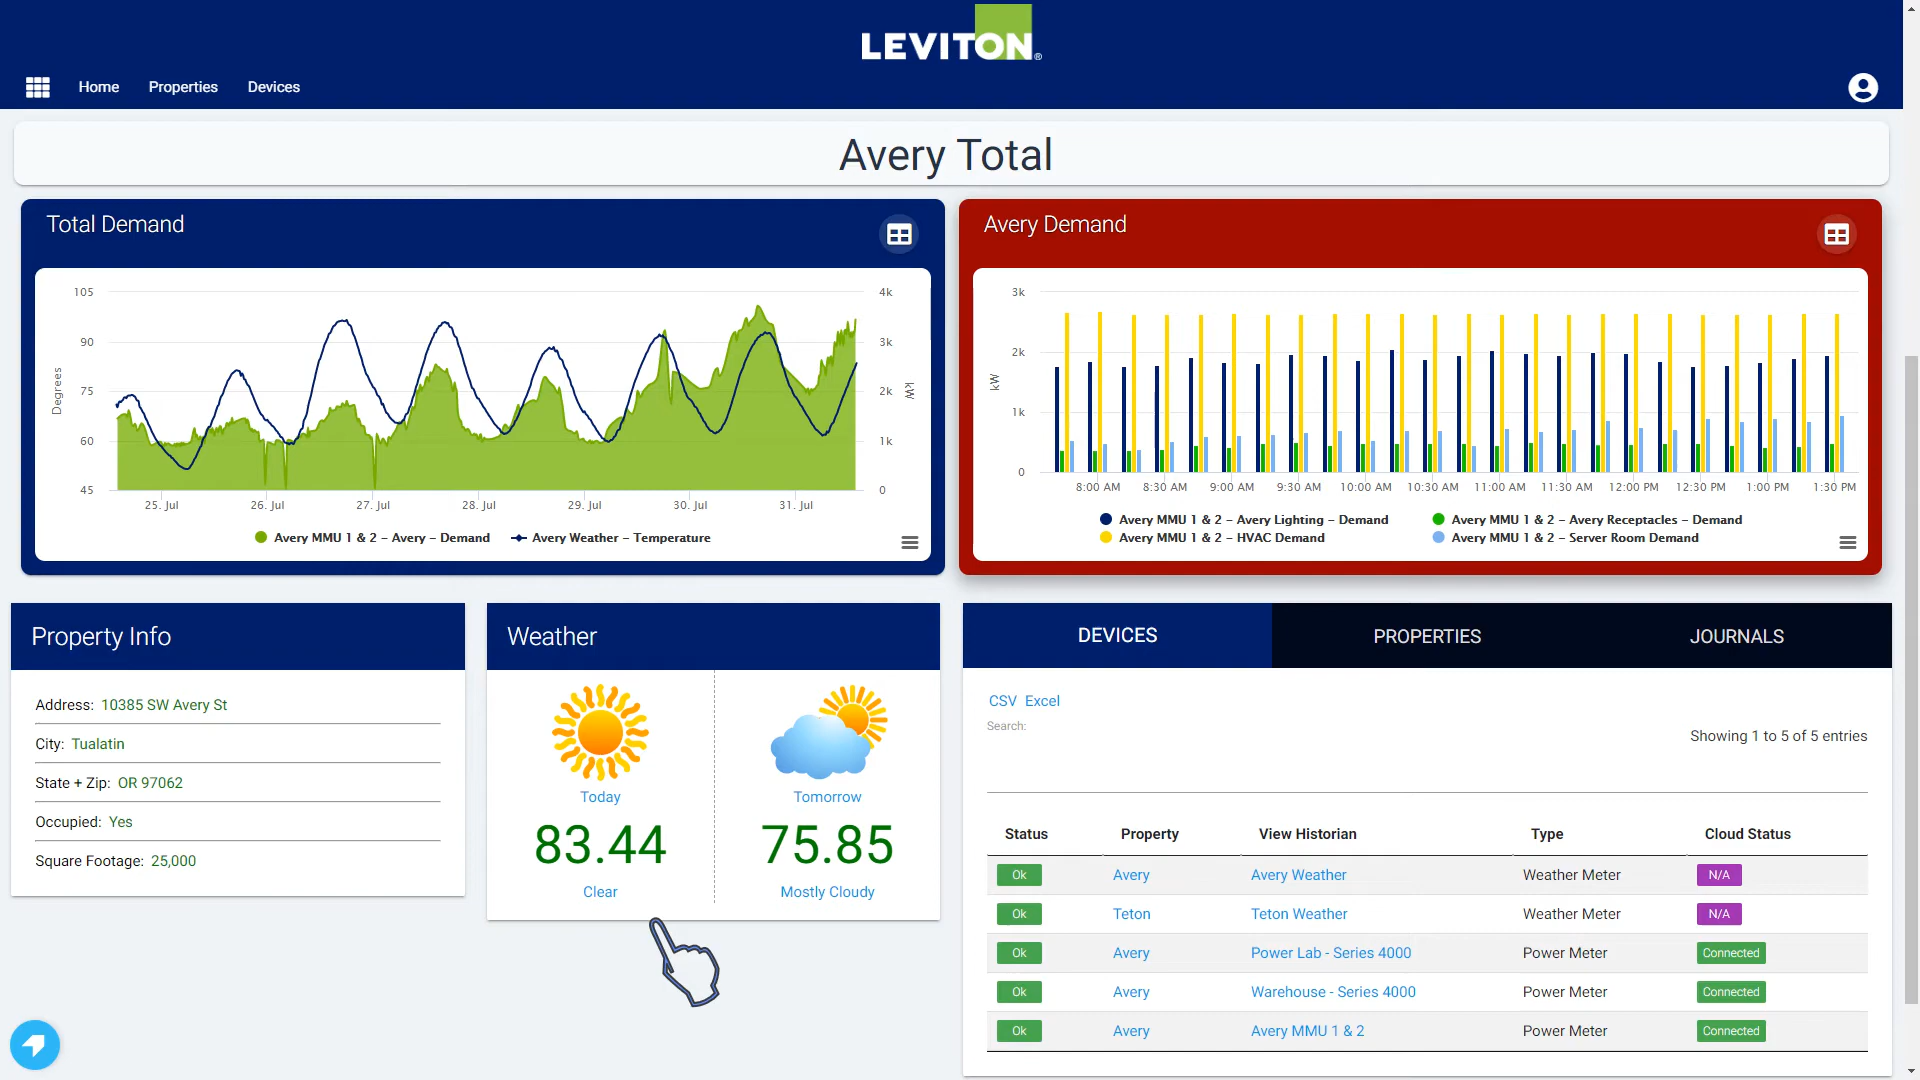 LEVITON®
Home Properties Devices
Avery Total
Total Demand
105
90
75
60
45
Degrees
4k
3k
2k
1k
0
kW
25. Jul 26. Jul 27. Jul 28. Jul 29. Jul 30. Jul 31. Jul
Avery MMU 1 & 2 – Avery – Demand Avery Weather – Temperature
Avery Demand
3k
2k
1k
0
kW
8:00 AM 8:30 AM 9:00 AM 9:30 AM 10:00 AM 10:30 AM 11:00 AM 11:30 AM 12:00 PM 12:30 PM 1:00 PM 1:30 PM
Avery MMU 1 & 2 – Avery Lighting – Demand Avery MMU 1 & 2 – Avery Receptacles – Demand
Avery MMU 1 & 2 – HVAC Demand Avery MMU 1 & 2 – Server Room Demand
Property Info
Address: 10385 SW Avery St
City: Tualatin
State + Zip: OR 97062
Occupied: Yes
Square Footage: 25,000
Weather
Today
83.44
Clear
Tomorrow
75.85
Mostly Cloudy
DEVICES PROPERTIES JOURNALS
CSV Excel
Search:
Showing 1 to 5 of 5 entries
Status Property View Historian Type Cloud Status
Ok Avery Avery Weather Weather Meter N/A
Ok Teton Teton Weather Weather Meter N/A
Ok Avery Power Lab - Series 4000 Power Meter Connected
Ok Avery Warehouse - Series 4000 Power Meter Connected
Ok Avery Avery MMU 1 & 2 Power Meter Connected